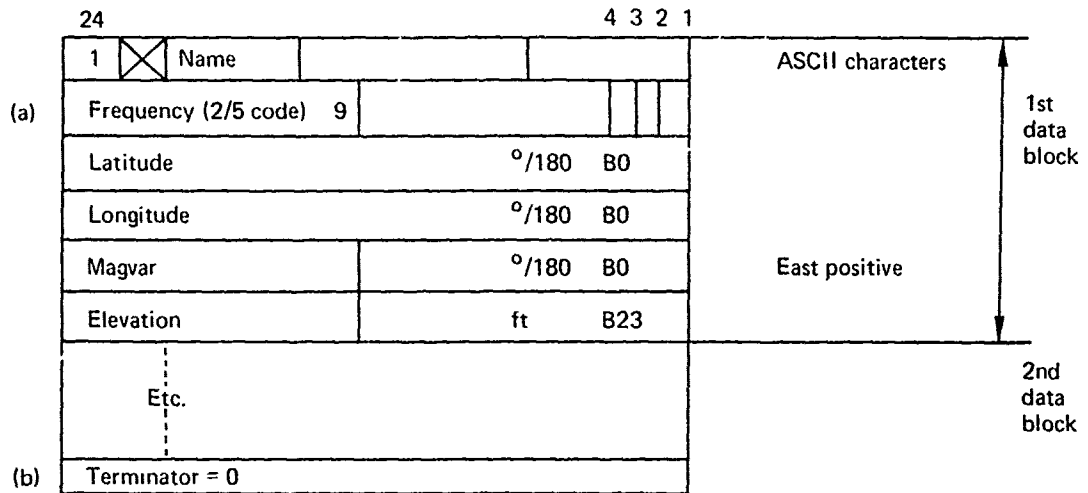 24 4 3 2 1
1 Name ASCII characters
(a) Frequency (2/5 code) 9
1st
data
block
Latitude º/180 B0
Longitude º/180 B0
Magvar º/180 B0 East positive
Elevation ft B23
2nd
data
block
Etc.
(b) Terminator = 0